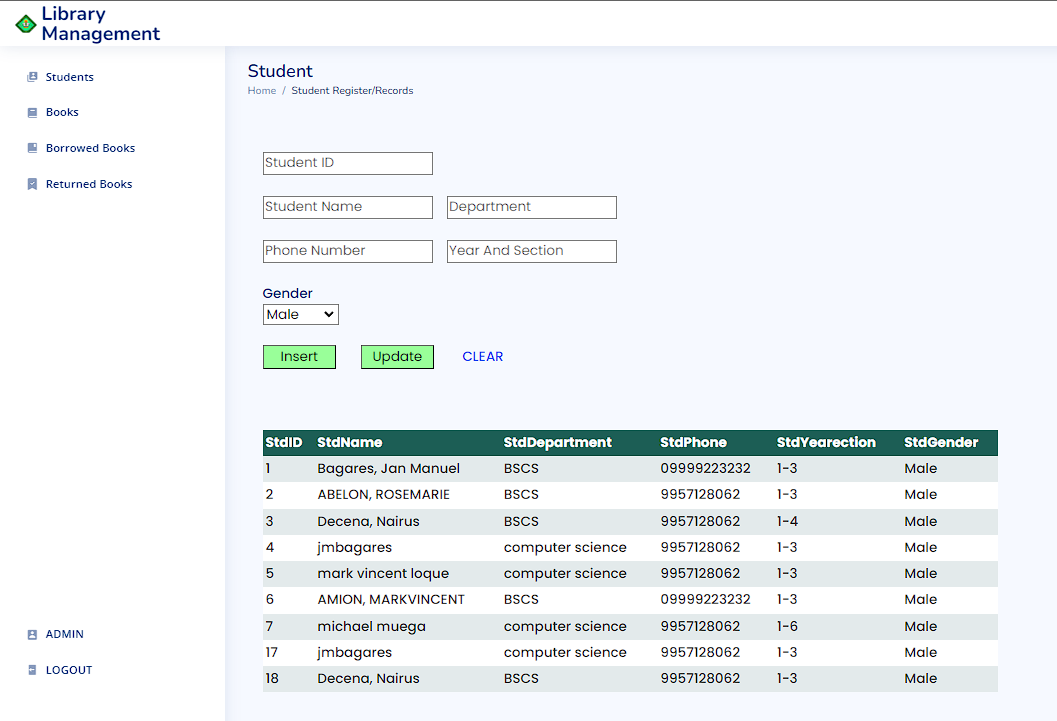 Library
Management
Students
Books
Borrowed Books
Returned Books
ADMIN
LOGOUT
Student
Home / Student Register/Records
Student ID
Student Name Department
Phone Number Year And Section
Gender
Male
Insert Update CLEAR
StdID StdName StdDepartment StdPhone StdYearection StdGender
1 Bagares, Jan Manuel BSCS 09999223232 1-3 Male
2 ABELON, ROSEMARIE BSCS 9957128062 1-3 Male
3 Decena, Nairus BSCS 9957128062 1-4 Male
4 jmbagares computer science 9957128062 1-3 Male
5 mark vincent loque computer science 9957128062 1-3 Male
6 AMION, MARKVINCENT BSCS 09999223232 1-3 Male
7 michael muega computer science 9957128062 1-6 Male
17 jmbagares computer science 9957128062 1-3 Male
18 Decena, Nairus BSCS 9957128062 1-3 Male